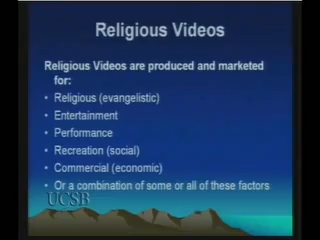 Religious Videos
Religious Videos are produced and marketed
for:
• Religious (evangelistic)
• Entertainment
• Performance
• Recreation (social)
• Commercial (economic)
• Or a combination of some or all of these factors
UCSB